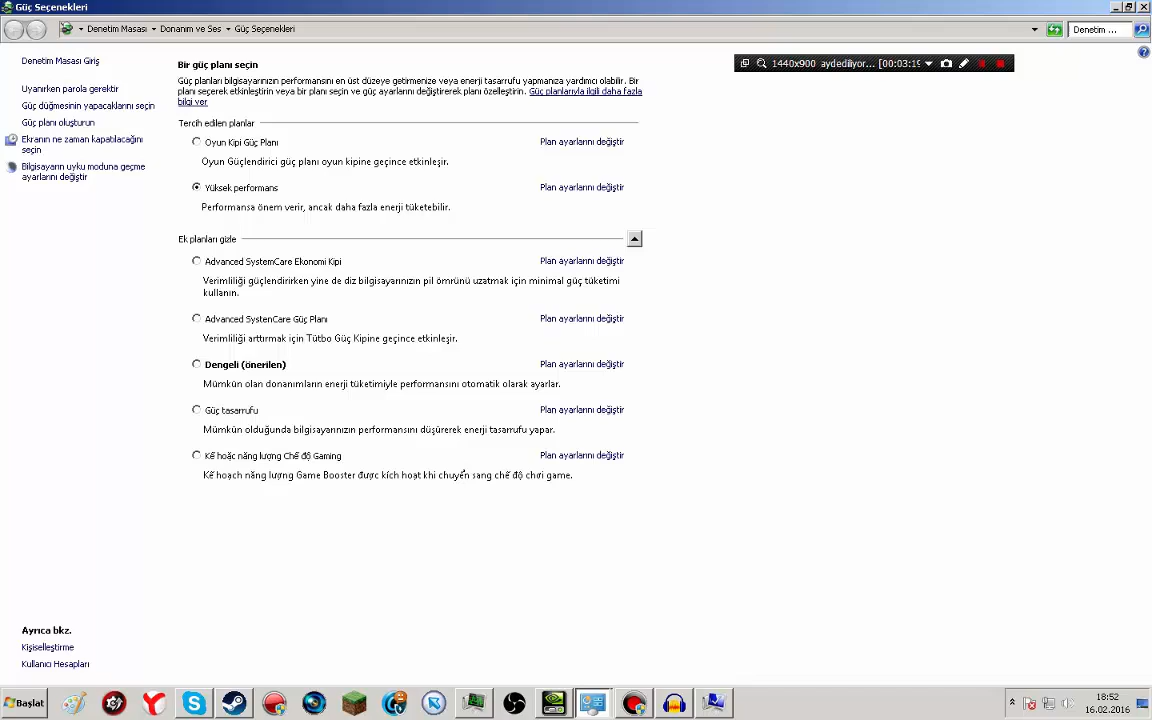 Güç Seçenekleri
Denetim Masası
Donanım ve Ses
Güç Seçenekleri
Denetim ...
Denetim Masası Giriş
Uyanırken parola gerektir
Güç düğmesinin yapacaklarını seçin
Güç planı oluşturun
Ekranın ne zaman kapatılacağını
seçin
Bilgisayarın uyku moduna geçme
ayarlarını değiştir
Bir güç planı seçin
Güç planları bilgisayarınızın performansını en üst düzeye getirmenize veya enerji tasarrufu yapmanıza yardımcı olabilir. Bir
plan seçerek etkinleştirin veya bir planı seçin ve güç ayarlarını değiştirerek planı özelleştirin. Güç planlarıyla ilgili daha fazla
bilgi ver
1440x900 aydediliyor... [00:03:19
Tercih edilen planlar
Oyun Kipi Güç Planı Plan ayarlarını değiştir
Oyun Güçlendirici güç planı oyun kipine geçince etkinleşir.
Yüksek performans Plan ayarlarını değiştir
Performansa önem verir, ancak daha fazla enerji tüketebilir.
Ek planları gizle
Advanced SystemCare Ekonomi Kipi Plan ayarlarını değiştir
Verimliliği güçlendirirken yine de diz bilgisayarınızın pil ömrünü uzatmak için minimal güç tüketimi
kullanın.
Advanced SystenCare Güç Planı Plan ayarlarını değiştir
Verimliliği arttırmak için Tütbo Güç Kipine geçince etkinleşir.
Dengeli (önerilen) Plan ayarlarını değiştir
Mümkün olan donanımların enerji tüketimiyle performansını otomatik olarak ayarlar.
Güç tasarrufu Plan ayarlarını değiştir
Mümkün olduğunda bilgisayarınızın performansını düşürerek enerji tasarrufu yapar.
Kế hoặc năng lượng Chế độ Gaming Plan ayarlarını değiştir
Kế hoạch năng lượng Game Booster được kích hoạt khi chuyển sang chế độ chơi game.
Ayrıca bkz.
Kişiselleştirme
Kullanıcı Hesapları
Başlat
18:52
16.02.2016